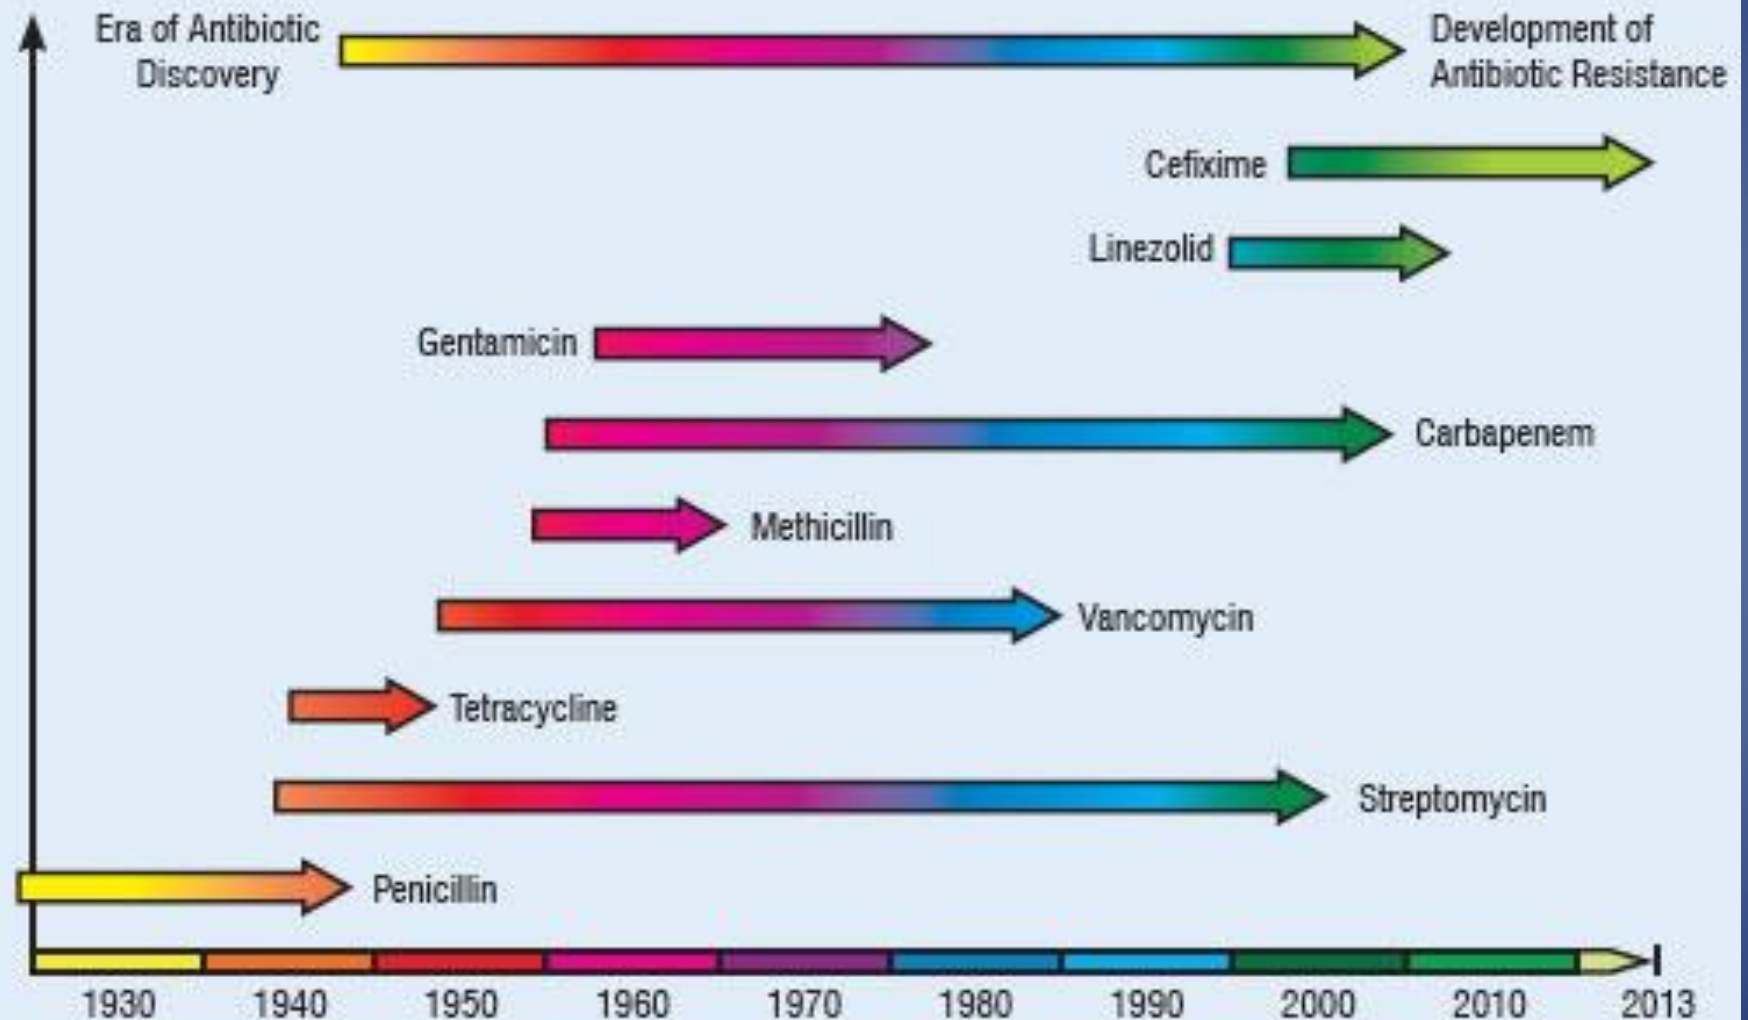 Era of Antibiotic
Discovery
Development of
Antibiotic Resistance
Cefixime
Linezolid
Gentamicin
Carbapenem
Methicillin
Vancomycin
Tetracycline
Streptomycin
Penicillin
1930 1940 1950 1960 1970 1980 1990 2000 2010 2013